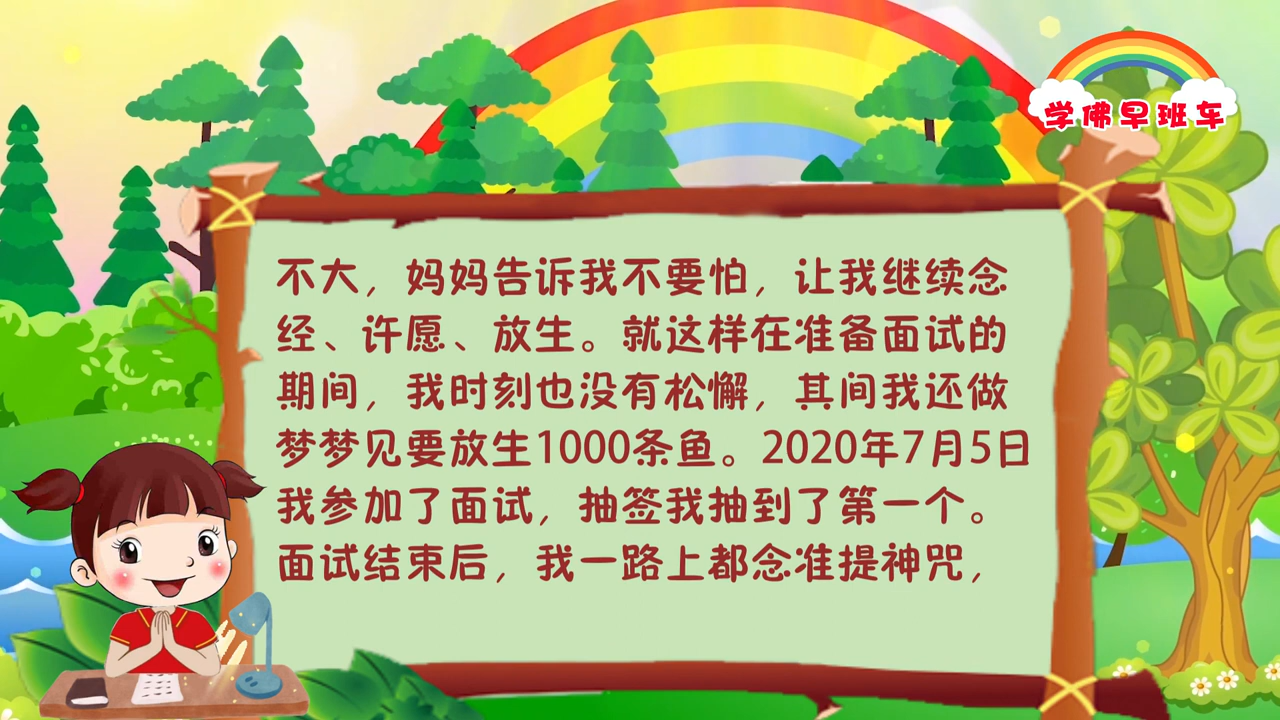 学佛早班车
不大，妈妈告诉我不要怕，让我继续念
经、许愿、放生。就这样在准备面试的
期间，我时刻也没有松懈，其间我还做
梦梦见要放生1000条鱼。2020年7月5日
我参加了面试，抽签我抽到了第一个。
面试结束后，我一路上都念准提神咒，